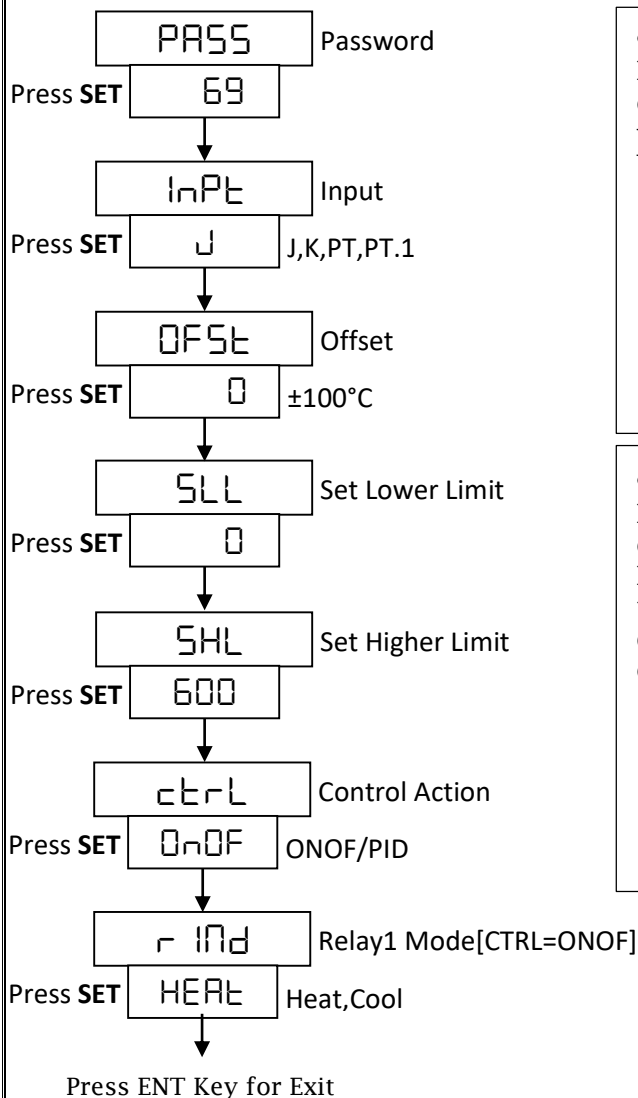 PASS Password
Press SET 69
InPt Input
Press SET J J,K,PT,PT.1
OFSt Offset
Press SET 0 ±100°C
SLL Set Lower Limit
Press SET 0
SHL Set Higher Limit
Press SET 600
ctrL Control Action
Press SET OnOF ONOF/PID
r1Md Relay1 Mode[CTRL=ONOF]
Press SET HEAt Heat,Cool
Press ENT Key for Exit